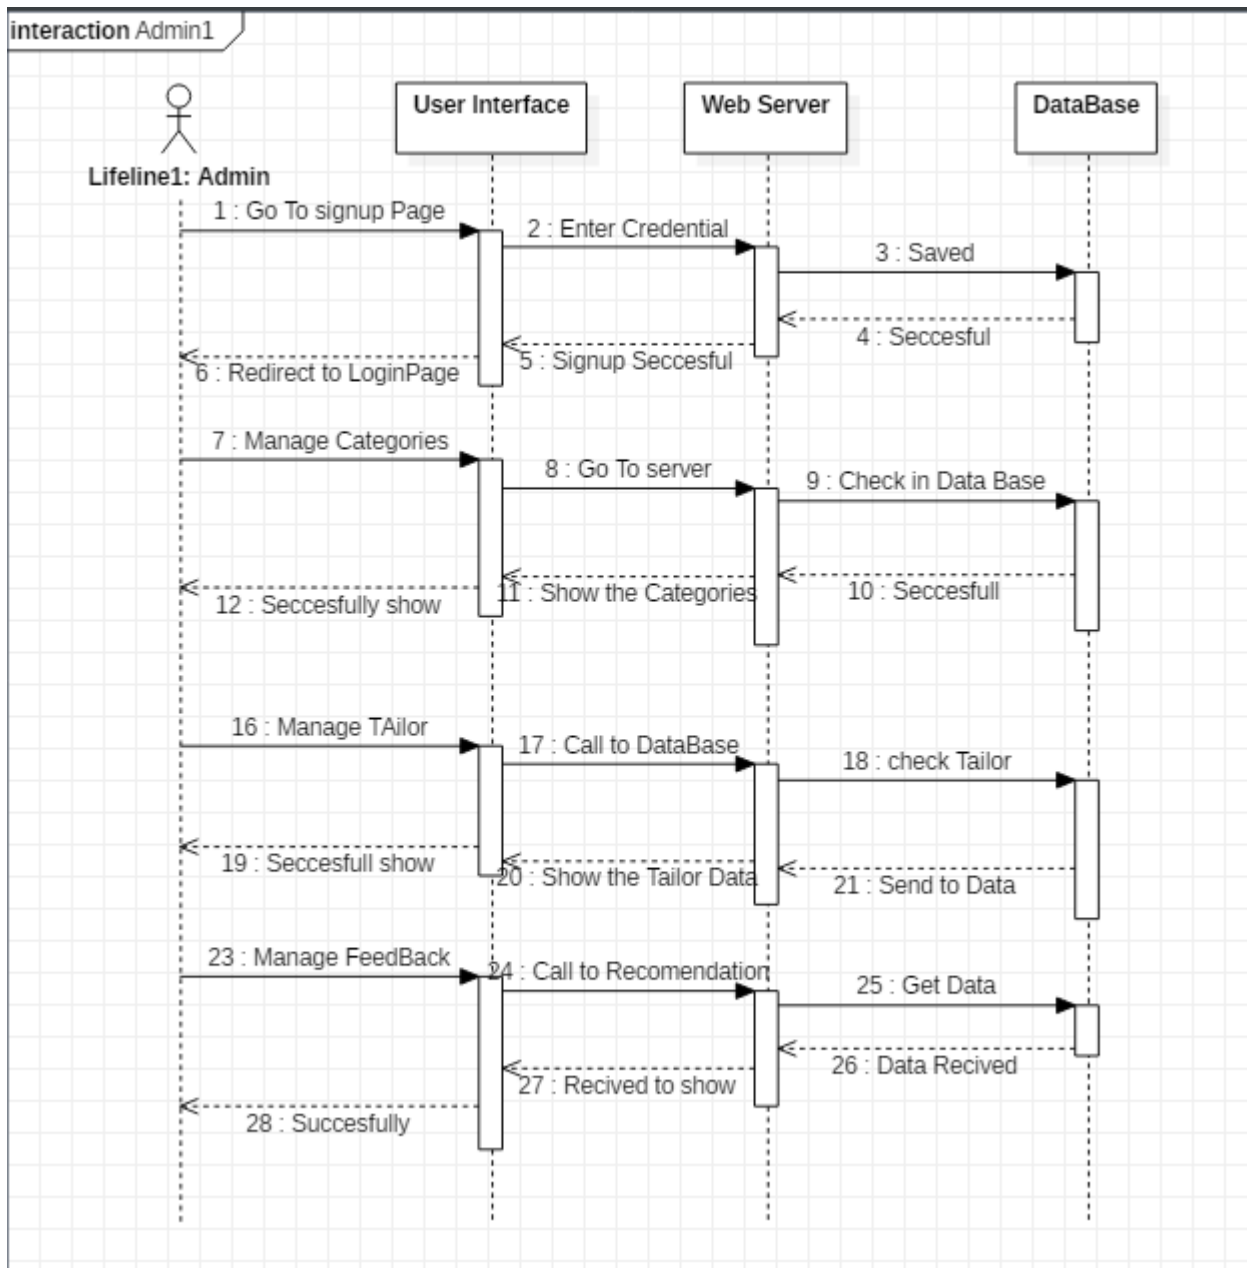 interaction Admin1
User Interface
Web Server
DataBase
Lifeline1: Admin
1 : Go To signup Page
2 : Enter Credential
3 : Saved
4 : Seccesful
5 : Signup Seccesful
6 : Redirect to LoginPage
7 : Manage Categories
8 : Go To server
9 : Check in Data Base
10 : Seccesfull
11 : Show the Categories
12 : Seccesfully show
16 : Manage TAilor
17 : Call to DataBase
18 : check Tailor
19 : Seccesfull show
20 : Show the Tailor Data
21 : Send to Data
23 : Manage FeedBack
24 : Call to Recomendation
25 : Get Data
26 : Data Recived
27 : Recived to show
28 : Succesfully